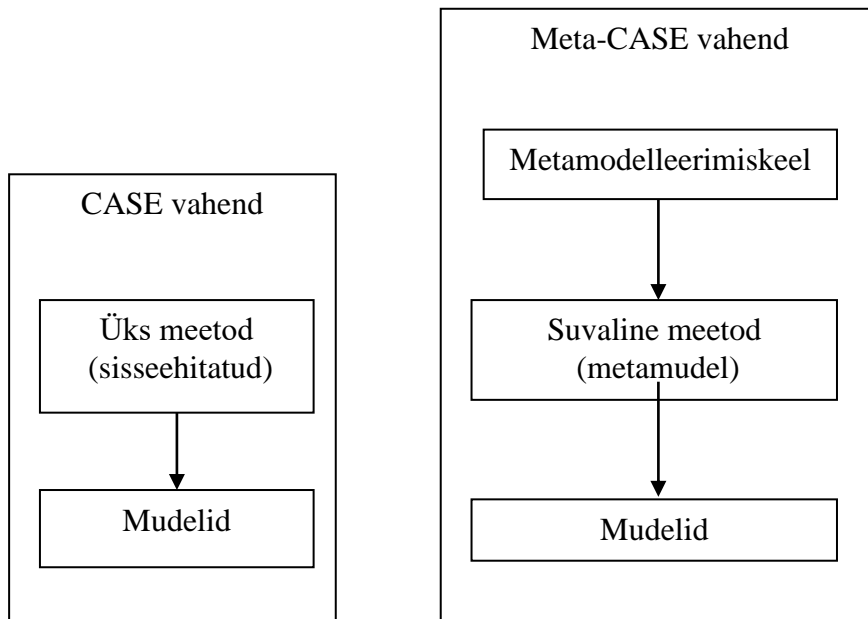 CASE vahend
Üks meetod
(sisseehitatud)
Mudelid
Meta-CASE vahend
Metamodelleerimiskeel
Suvaline meetod
(metamudel)
Mudelid